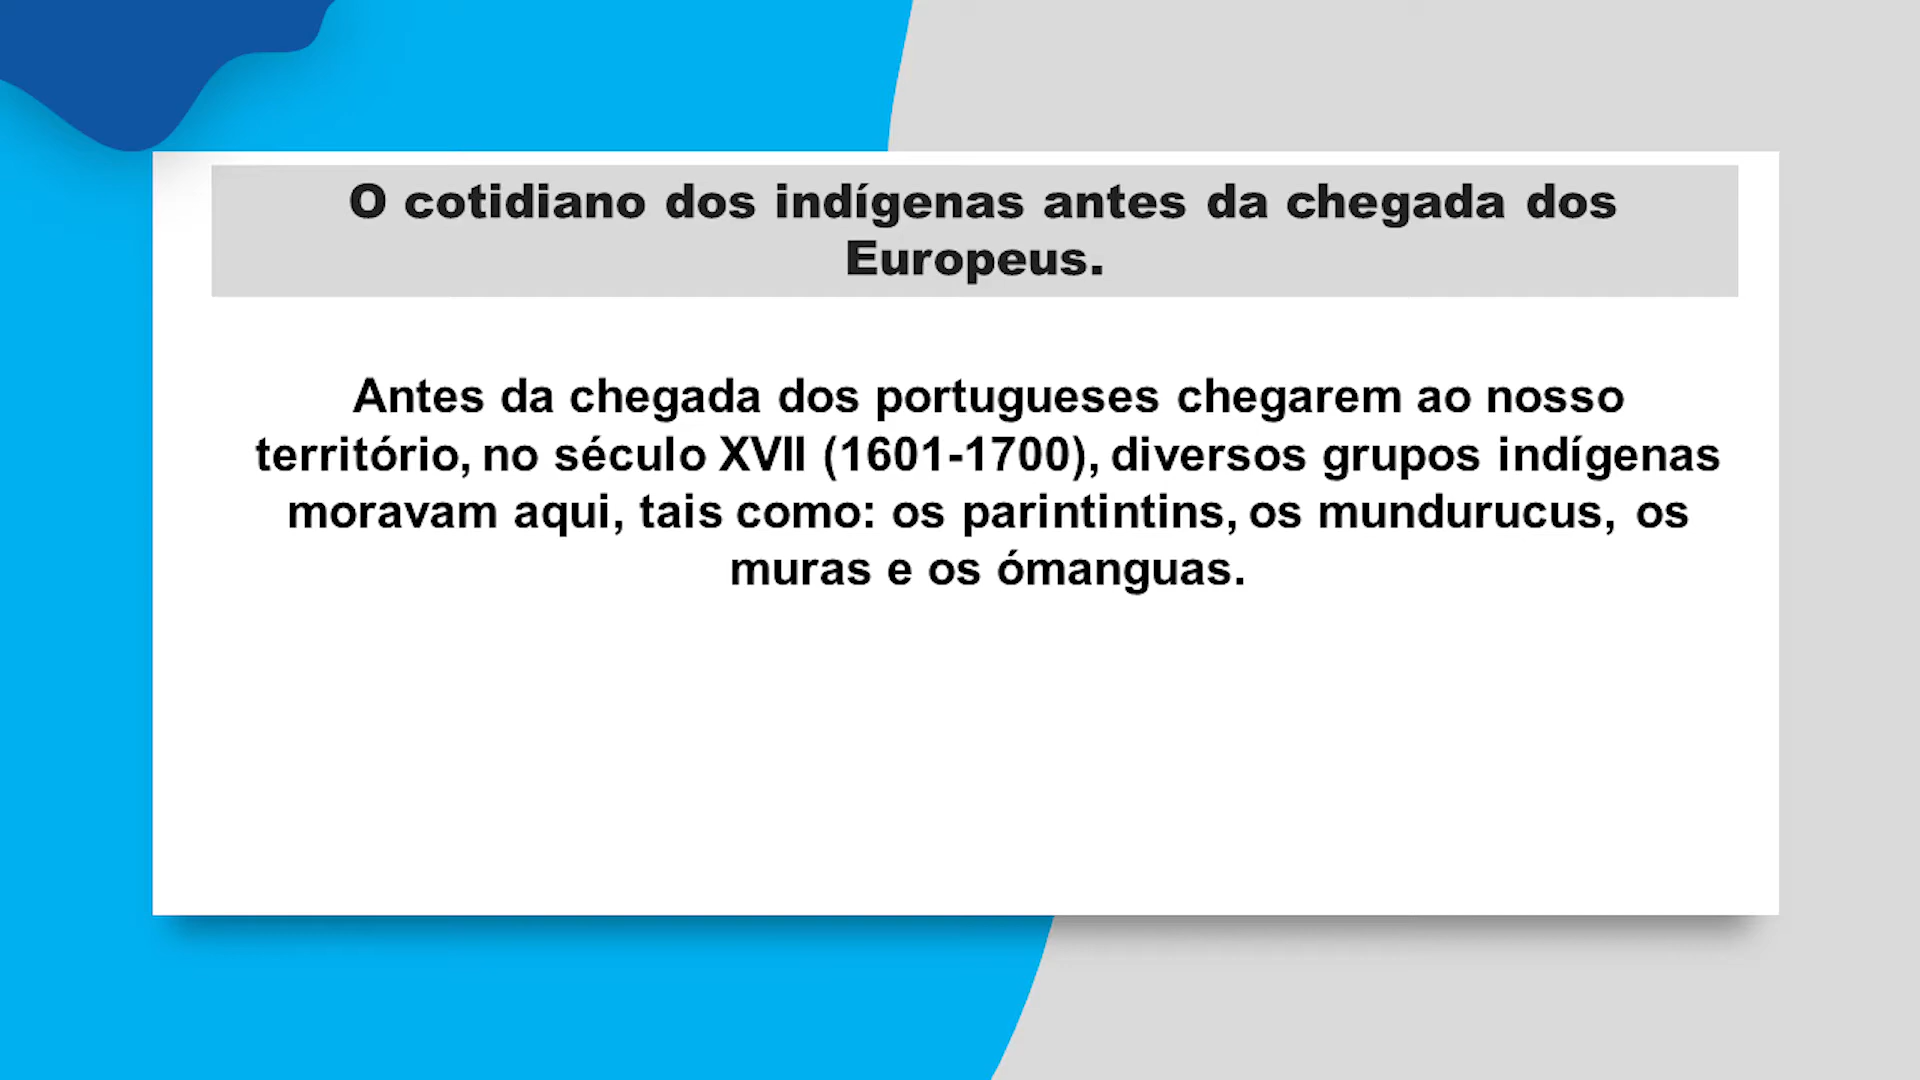 O cotidiano dos indígenas antes da chegada dos
Europeus.
Antes da chegada dos portugueses chegarem ao nosso
território, no século XVII (1601-1700), diversos grupos indígenas
moravam aqui, tais como: os parintintins, os mundurucus, os
muras e os ómanguas.